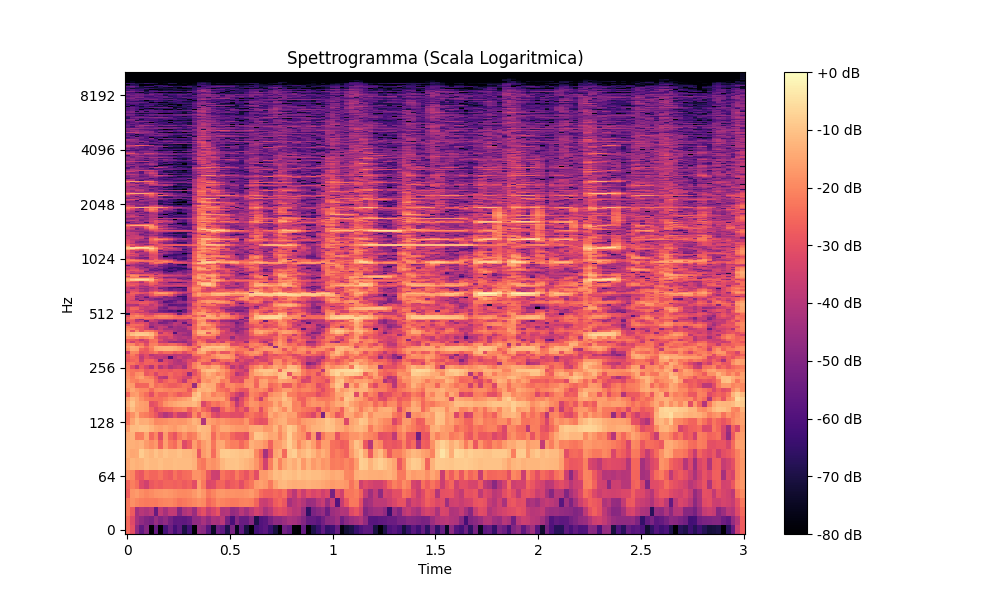 Spettrogramma (Scala Logaritmica)
Hz
8192
4096
2048
1024
512
256
128
64
0
0
0.5
1
1.5
2
2.5
3
Time
+0 dB
-10 dB
-20 dB
-30 dB
-40 dB
-50 dB
-60 dB
-70 dB
-80 dB